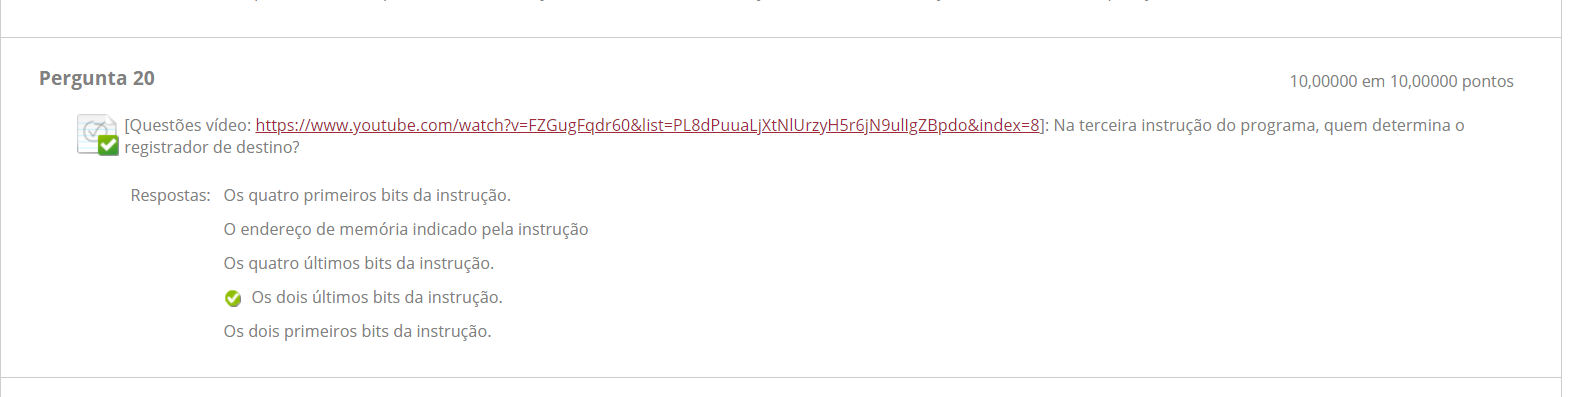 Pergunta 20
10,00000 em 10,00000 pontos
[Questões vídeo: https://www.youtube.com/watch?v=FZGugFqdr60&list=PL8dPuuaLjXtNlUrzyH5r6jN9ulIgZBpdo&index=8]: Na terceira instrução do programa, quem determina o
registrador de destino?
Respostas:
Os quatro primeiros bits da instrução.
O endereço de memória indicado pela instrução
Os quatro últimos bits da instrução.
Os dois últimos bits da instrução.
Os dois primeiros bits da instrução.